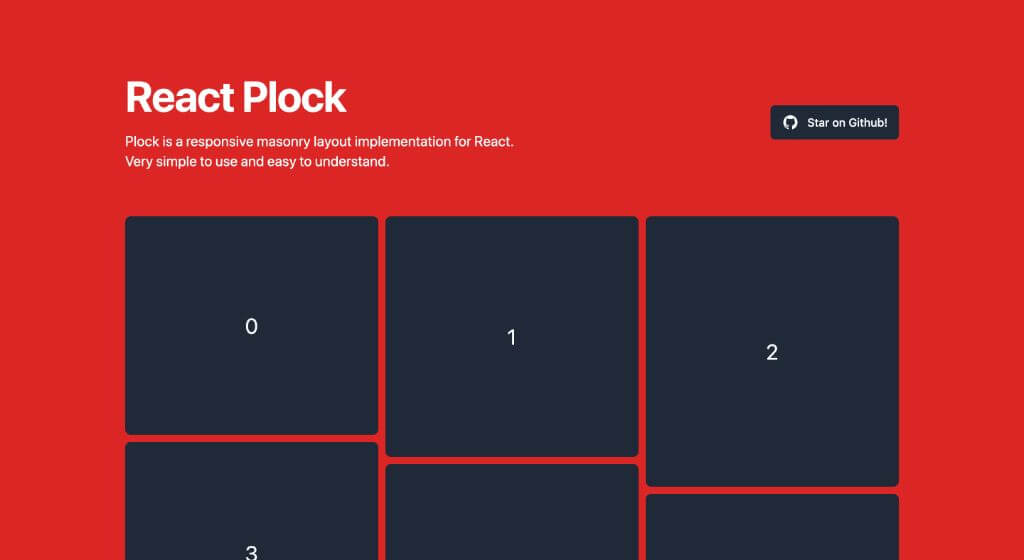 React Plock
Plock is a responsive masonry layout implementation for React.
Very simple to use and easy to understand.
Star on Github!
0
1
2
3